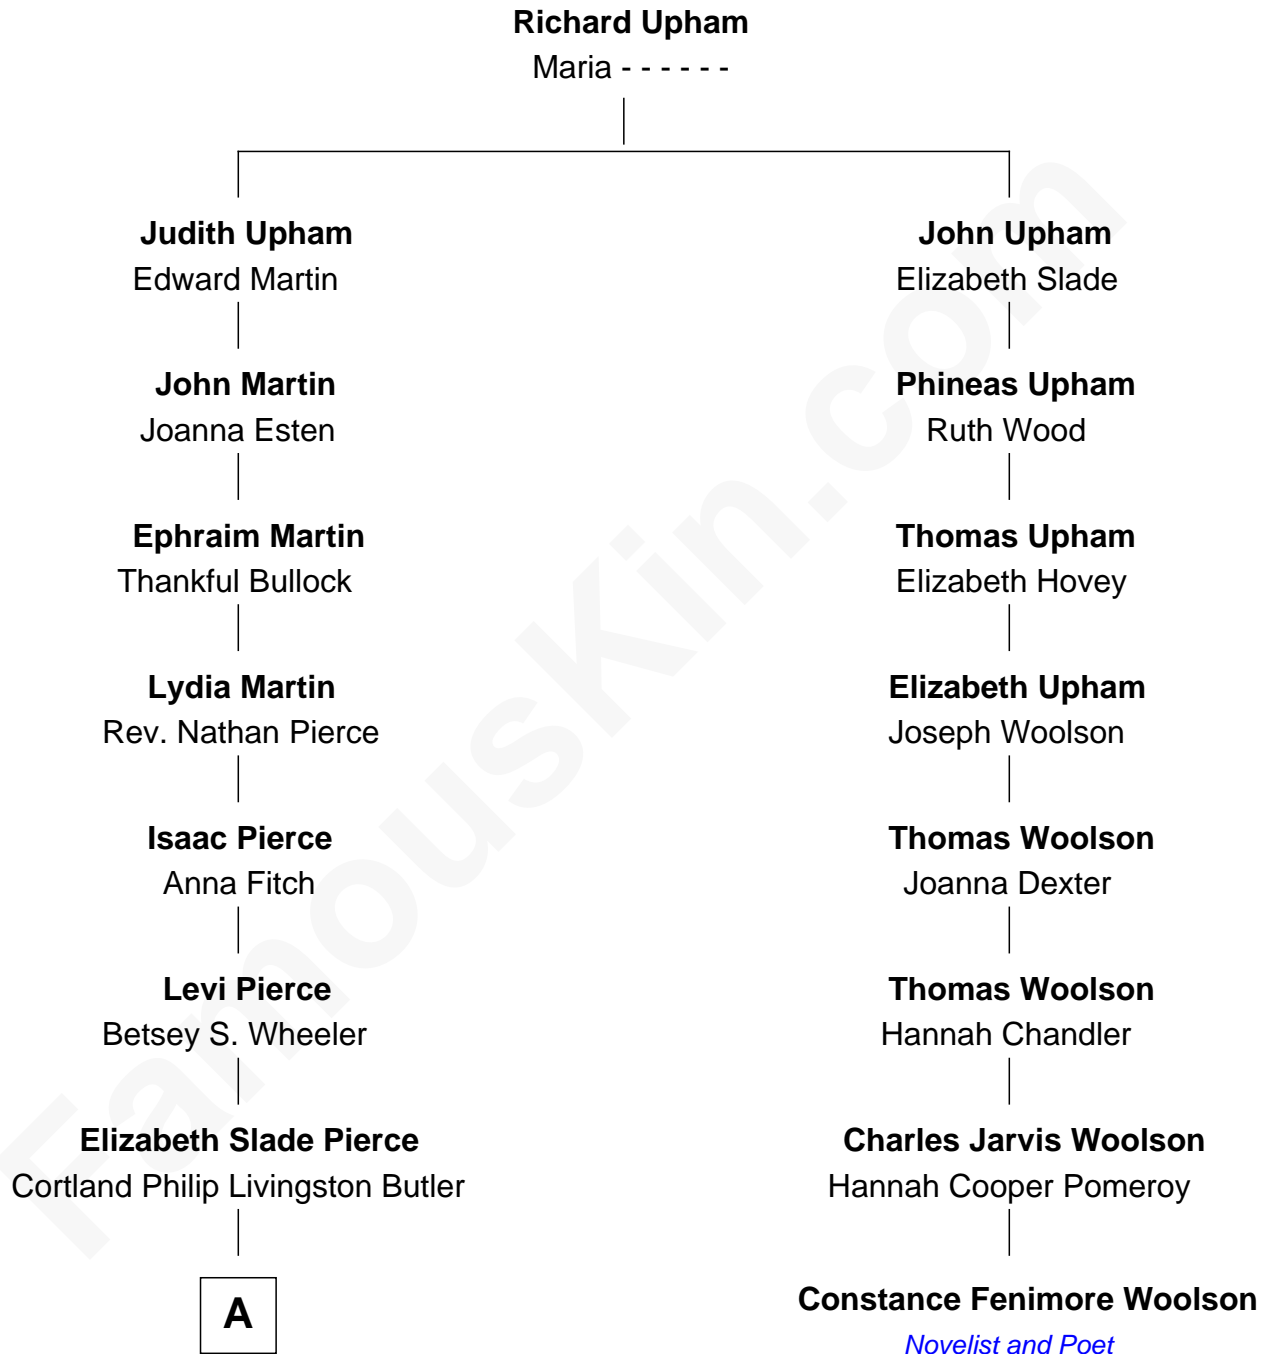 Richard Upham
Maria - - - - - -
Judith Upham
Edward Martin
John Martin
Joanna Esten
Ephraim Martin
Thankful Bullock
Lydia Martin
Rev. Nathan Pierce
Isaac Pierce
Anna Fitch
Levi Pierce
Betsey S. Wheeler
Elizabeth Slade Pierce
Cortland Philip Livingston Butler
A
John Upham
Elizabeth Slade
Phineas Upham
Ruth Wood
Thomas Upham
Elizabeth Hovey
Elizabeth Upham
Joseph Woolson
Thomas Woolson
Joanna Dexter
Thomas Woolson
Hannah Chandler
Charles Jarvis Woolson
Hannah Cooper Pomeroy
Constance Fenimore Woolson
Novelist and Poet
FamousKin.com